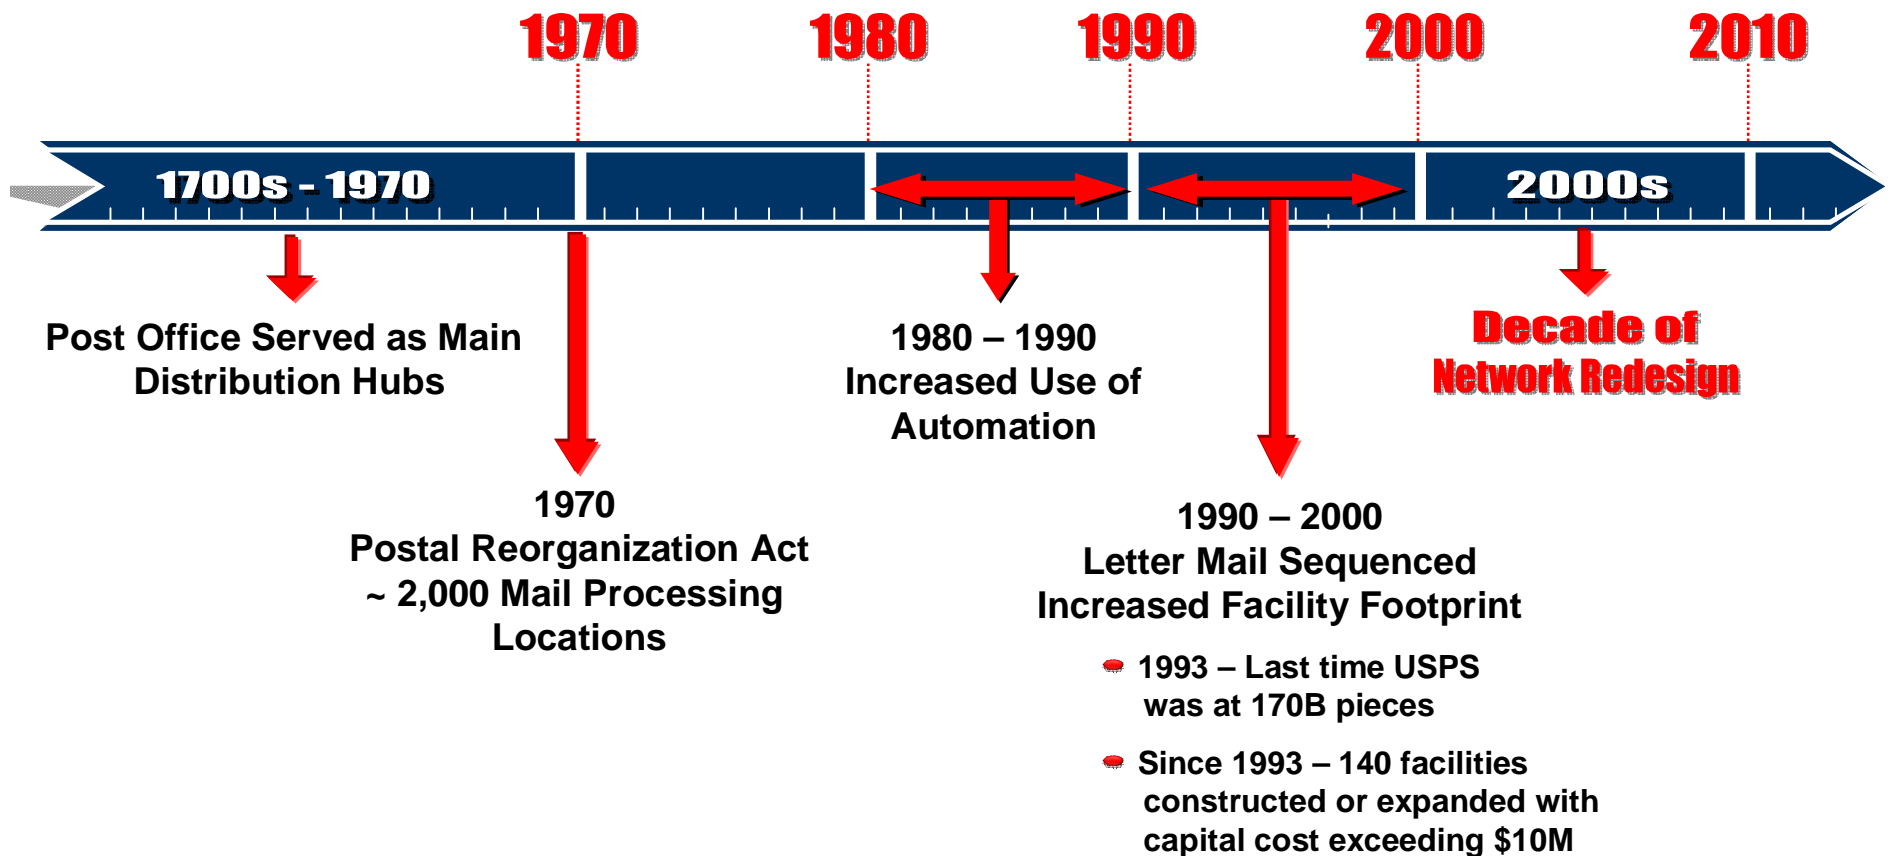 1970
1980
1990
2000
2010
1700s - 1970
2000s
Post Office Served as Main
Distribution Hubs
1970
Postal Reorganization Act
~ 2,000 Mail Processing
Locations
1980 – 1990
Increased Use of
Automation
1990 – 2000
Letter Mail Sequenced
Increased Facility Footprint
1993 – Last time USPS
was at 170B pieces
Since 1993 – 140 facilities
constructed or expanded with
capital cost exceeding $10M
Decade of
Network Redesign